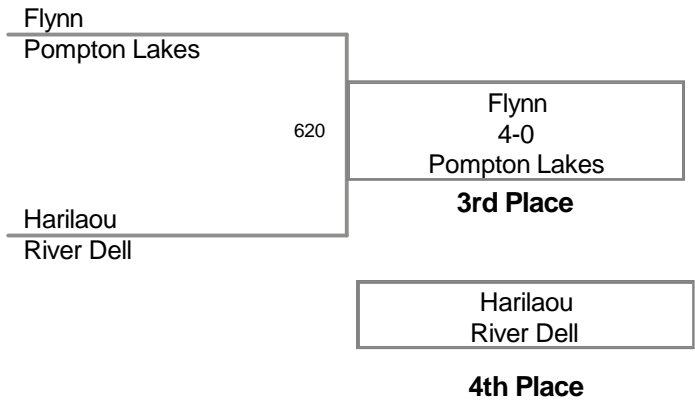 Flynn
Pompton Lakes
620
Flynn
4-0
Pompton Lakes
3rd Place
Harilaou
River Dell
Harilaou
River Dell
4th Place